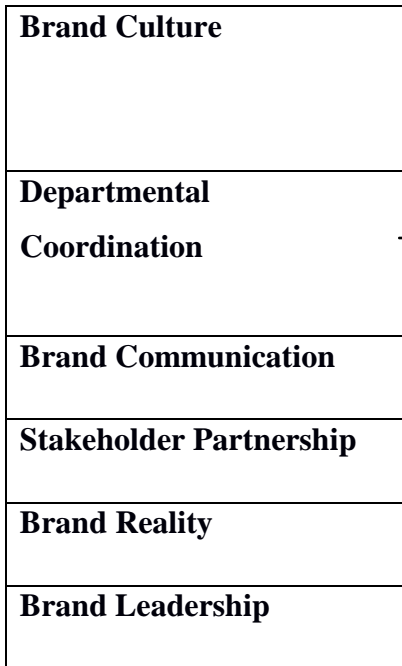 Brand Culture
Departmental
Coordination
Brand Communication
Stakeholder Partnership
Brand Reality
Brand Leadership